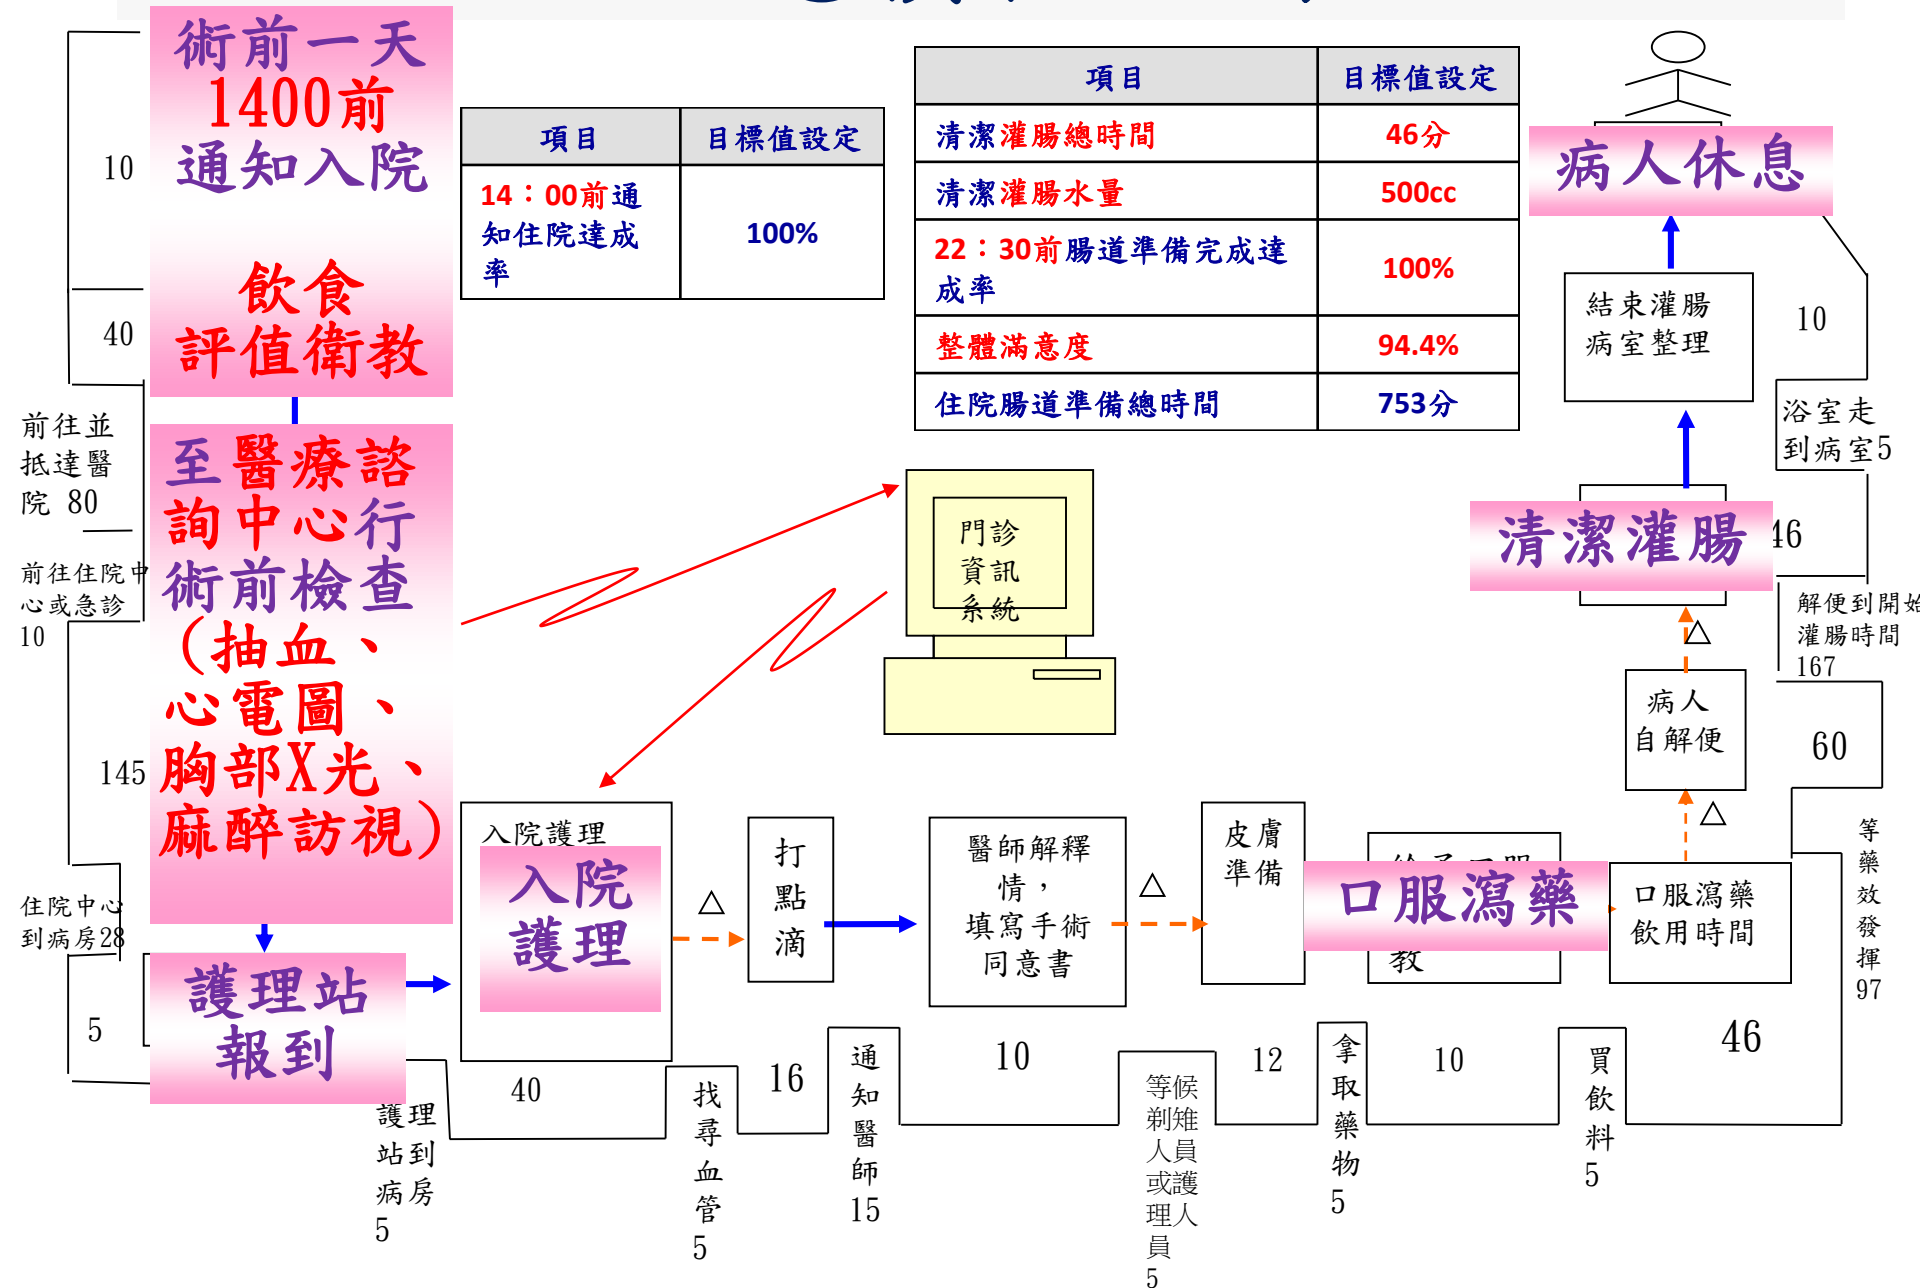 術前一天
1400前
通知入院
飲食
評值衛教
至醫療諮
詢中心行
術前檢查
(抽血、
心電圖、
胸部X光、
麻醉訪視)
護理站
報到
10
40
前往並
抵達醫
院 80
前往住院中
心或急診
10
145
住院中心
到病房28
5
項目
目標值設定
14：00前通
知住院達成
率
100%
項目
目標值設定
清潔灌腸總時間
46分
清潔灌腸水量
500cc
22：30前腸道準備完成達
成率
100%
整體滿意度
94.4%
住院腸道準備總時間
753分
門診
資訊
系統
護理
站到
病房
5
入院護理
入院
護理
40
找
尋
血
管
5
打
點
滴
16
通
知
醫
師
15
醫師解釋
情，
填寫手術
同意書
10
等候
剃雉
人員
或護
理人
員
5
皮膚
準備
12
拿
取
藥
物
5
口服瀉藥
教
10
買
飲
料
5
口服瀉藥
飲用時間
46
等
藥
效
發
揮
97
病人
自解便
60
解便到開始
灌腸時間
167
清潔灌腸
46
浴室走
到病室5
結束灌腸
病室整理
10
病人休息